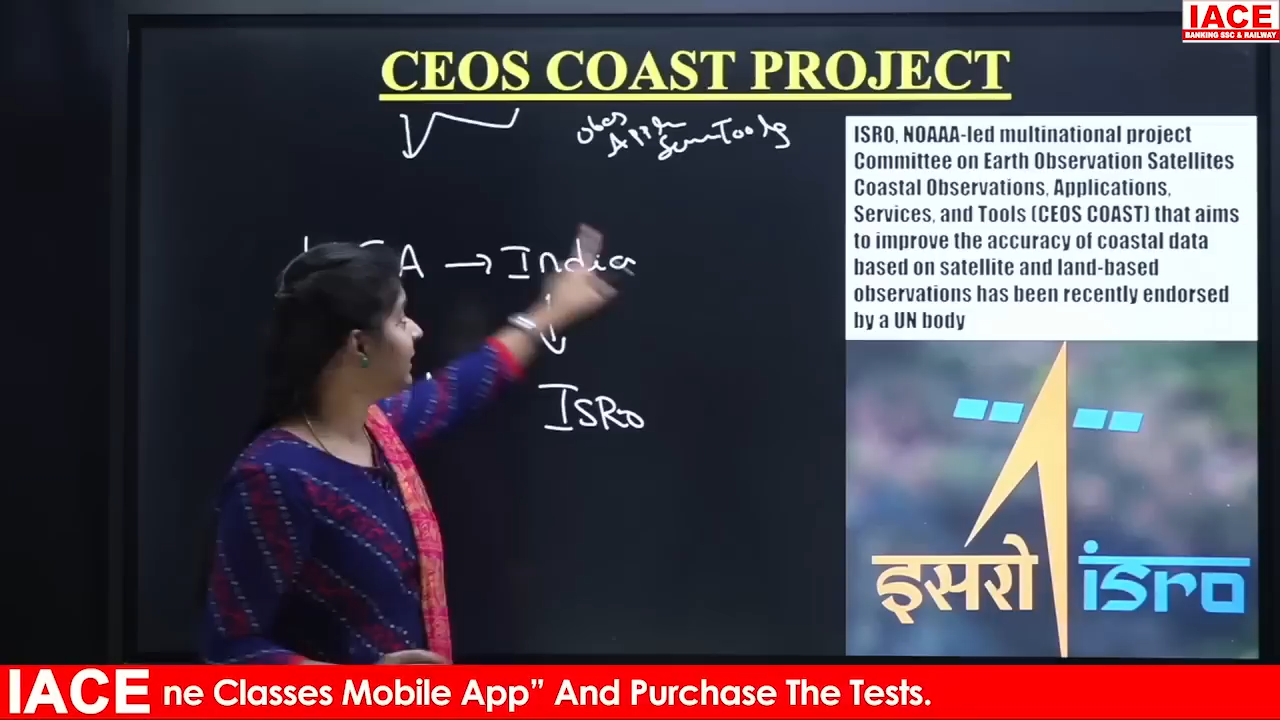 IACE
BANKING SSC & RAILWAY
CEOS COAST PROJECT
ISRO, NOAAA-led multinational project
Committee on Earth Observation Satellites
Coastal Observations, Applications,
Services, and Tools (CEOS COAST) that aims
to improve the accuracy of coastal data
based on satellite and land-based
observations has been recently endorsed
by a UN body
Tools
A → India
ISRO
इसरो isro
IACE ne Classes Mobile App” And Purchase The Tests.